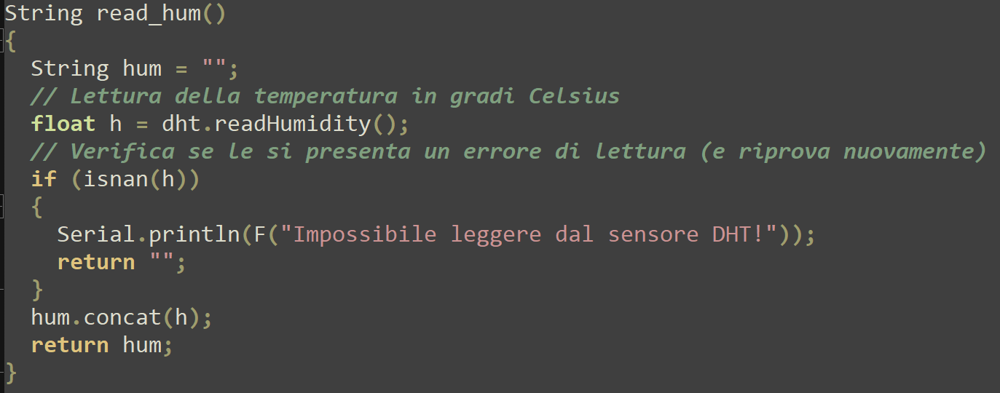 String read_hum()
{
  String hum = "";
  // Lettura della temperatura in gradi Celsius
  float h = dht.readHumidity();
  // Verifica se le si presenta un errore di lettura (e riprova nuovamente)
  if (isnan(h))
  {
    Serial.println(F("Impossibile leggere dal sensore DHT!"));
    return "";
  }
  hum.concat(h);
  return hum;
}